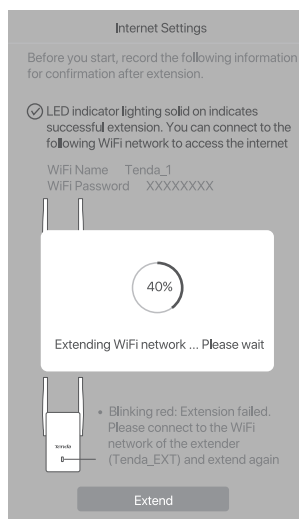 Internet Settings
Before you start, record the following information
for confirmation after extension.
LED indicator lighting solid on indicates
successful extension. You can connect to the
following WiFi network to access the internet
WiFi Name Tenda_1
WiFi Password XXXXXXXX
40%
Extending WiFi network ... Please wait
• Blinking red: Extension failed.
Please connect to the WiFi
network of the extender
(Tenda_EXT) and extend again
Tenda
Extend